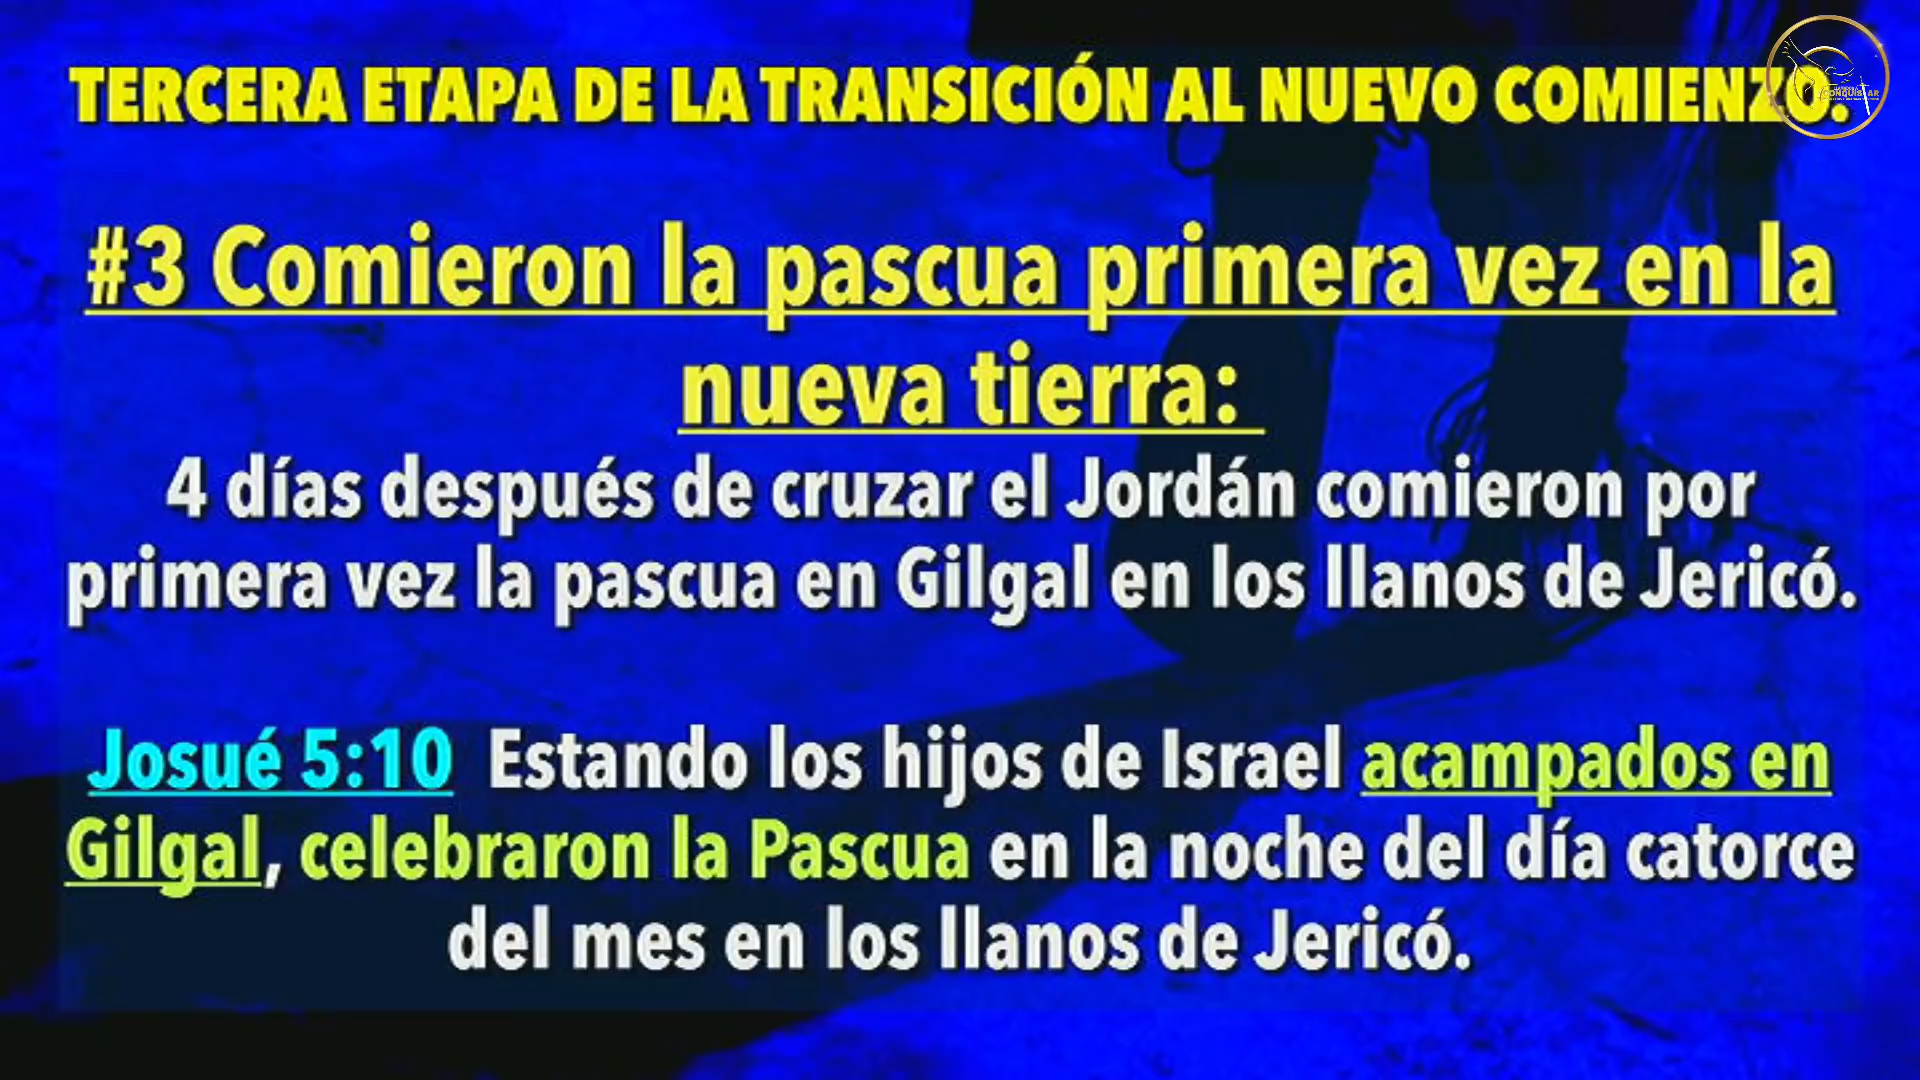 TERCERA ETAPA DE LA TRANSICIÓN AL NUEVO COMIENZO:
#3 Comieron la pascua primera vez en la
nueva tierra:
4 días después de cruzar el Jordán comieron por
primera vez la pascua en Gilgal en los llanos de Jericó.
Josué 5:10 Estando los hijos de Israel acampados en
Gilgal, celebraron la Pascua en la noche del día catorce
del mes en los llanos de Jericó.